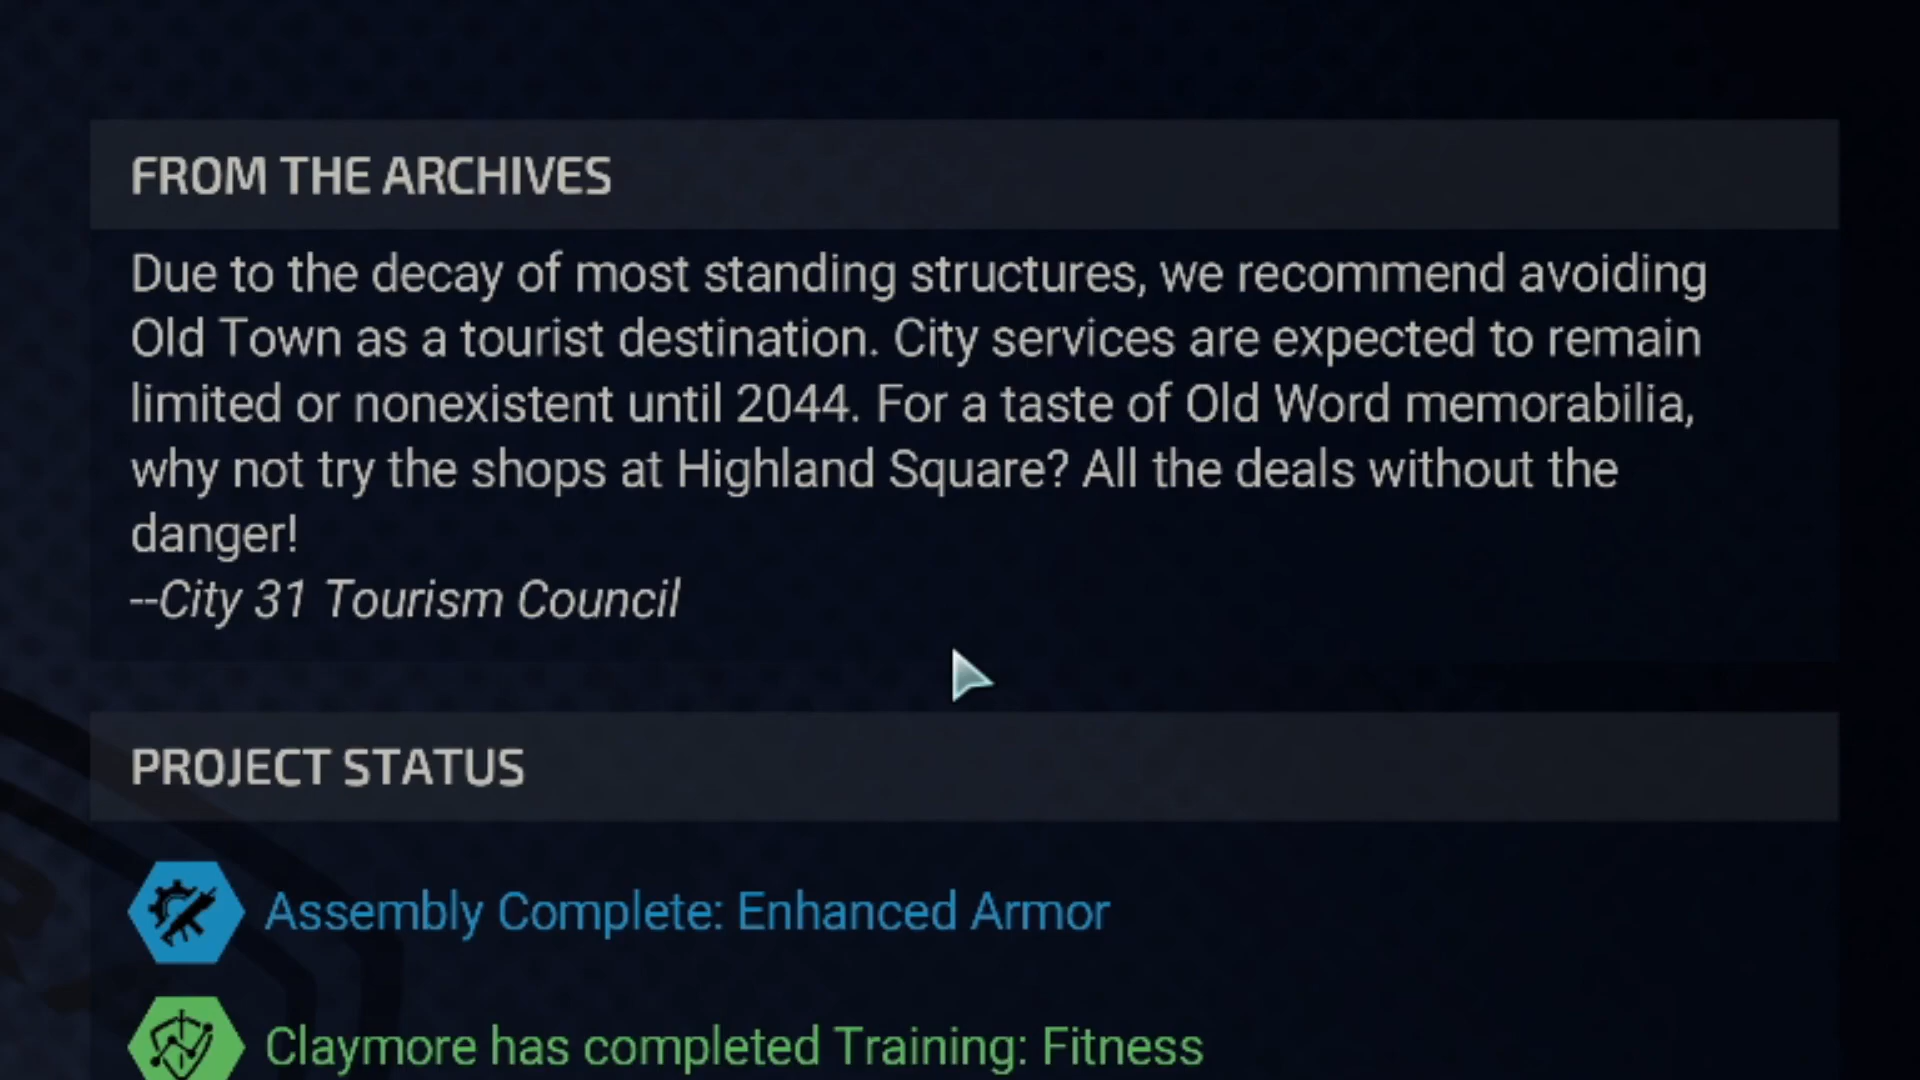 FROM THE ARCHIVES
Due to the decay of most standing structures, we recommend avoiding
Old Town as a tourist destination. City services are expected to remain
limited or nonexistent until 2044. For a taste of Old Word memorabilia,
why not try the shops at Highland Square? All the deals without the
danger!
--City 31 Tourism Council
PROJECT STATUS
Assembly Complete: Enhanced Armor
Claymore has completed Training: Fitness